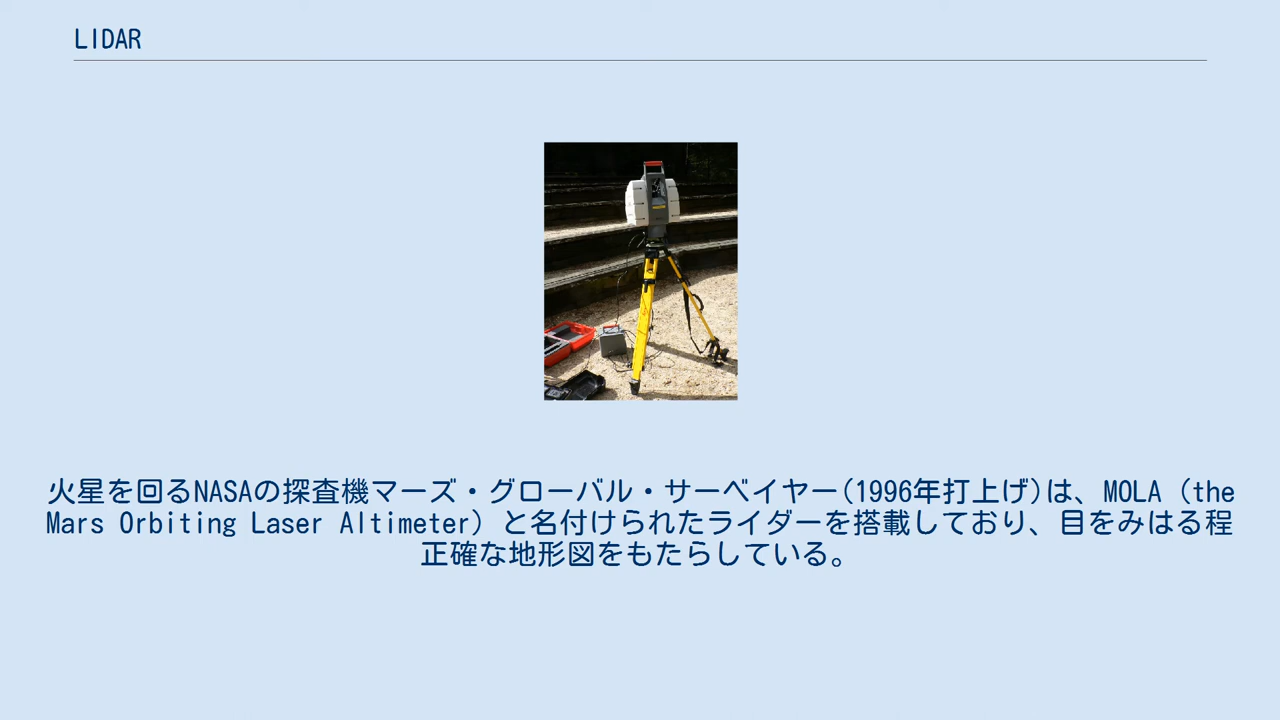 LIDAR
火星を回るNASAの探査機マーズ・グローバル・サーベイヤー(1996年打上げ)は、MOLA (the
Mars Orbiting Laser Altimeter) と名付けられたライダーを搭載しており、目をみはる程
正確な地形図をもたらしている。